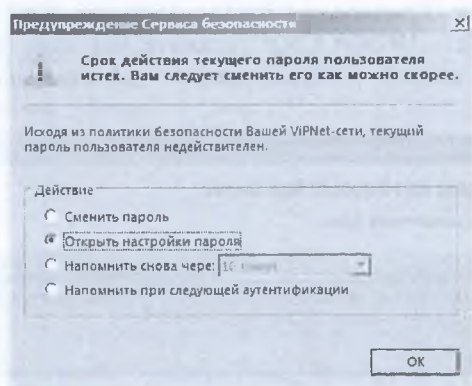 Предупреждение Сервиса безопасности
Срок действия текущего пароля пользователя
истек. Вам следует сменить его как можно скорее.
Исходя из политики безопасности Вашей ViPNet-сети, текущий
пароль пользователя недействителен.
Действие
Сменить пароль
Открыть настройки пароля
Напомнить снова чере: 10 минут
Напомнить при следующей аутентификации
OK